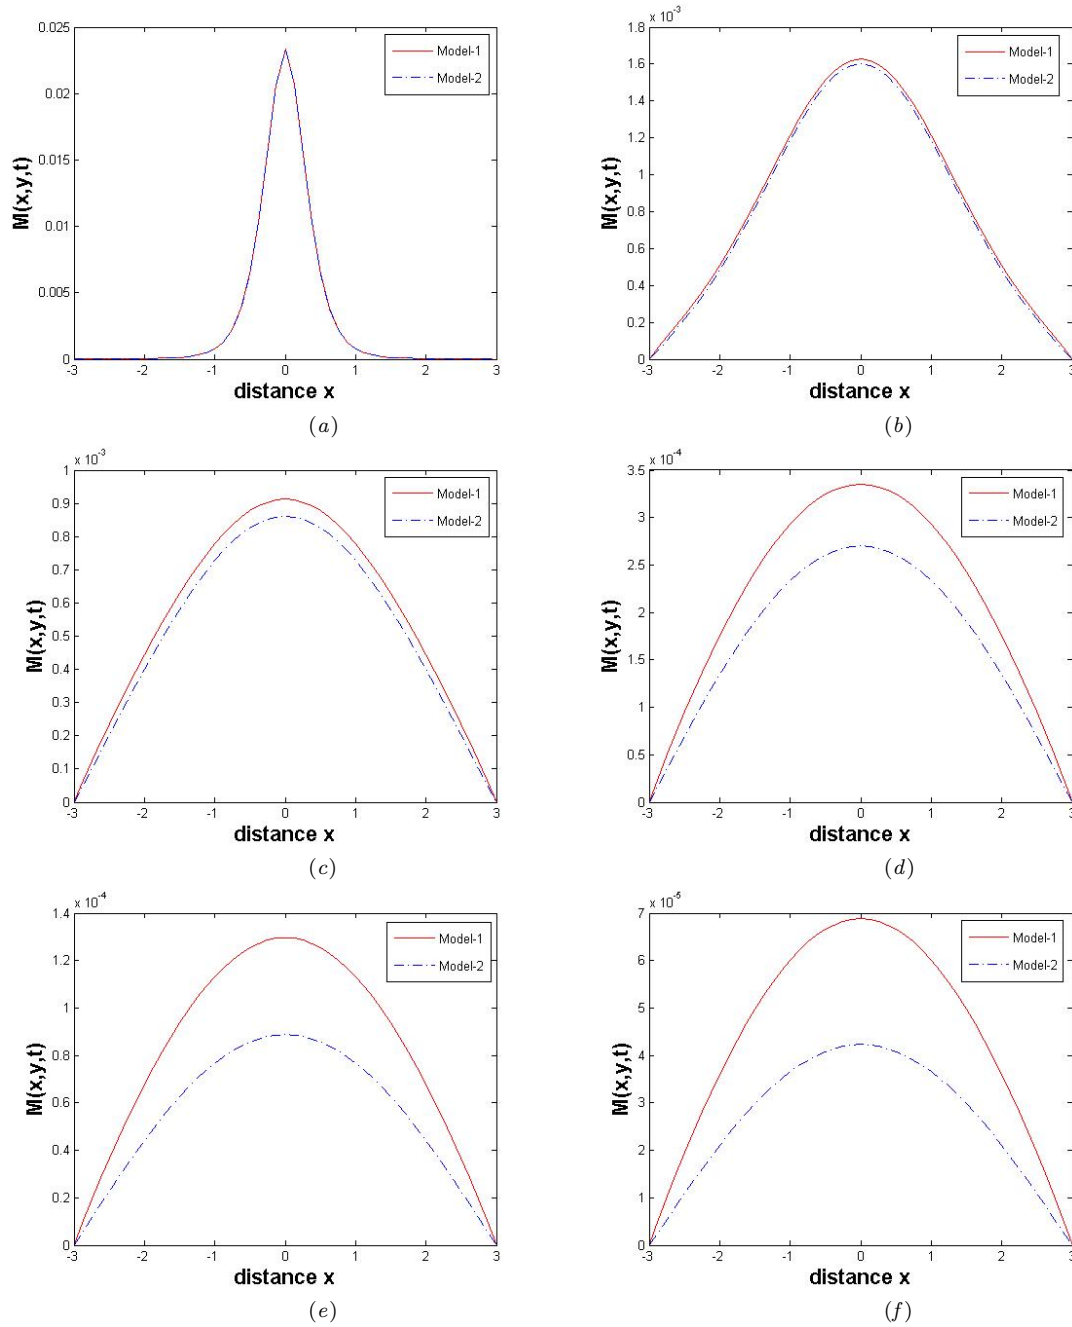 0.025
0.02
0.015
0.01
0.005
0
-3 -2 -1 0 1 2 3
M(x,y,t)
distance x
Model-1
Model-2
(a)
x 10^-3
1.8
1.6
1.4
1.2
1
0.8
0.6
0.4
0.2
0
-3 -2 -1 0 1 2 3
M(x,y,t)
distance x
Model-1
Model-2
(b)
x 10^-3
1
0.9
0.8
0.7
0.6
0.5
0.4
0.3
0.2
0.1
0
-3 -2 -1 0 1 2 3
M(x,y,t)
distance x
Model-1
Model-2
(c)
x 10^-4
3.5
3
2.5
2
1.5
1
0.5
0
-3 -2 -1 0 1 2 3
M(x,y,t)
distance x
Model-1
Model-2
(d)
x 10^-4
1.4
1.2
1
0.8
0.6
0.4
0.2
0
-3 -2 -1 0 1 2 3
M(x,y,t)
distance x
Model-1
Model-2
(e)
x 10^-5
7
6
5
4
3
2
1
0
-3 -2 -1 0 1 2 3
M(x,y,t)
distance x
Model-1
Model-2
(f)